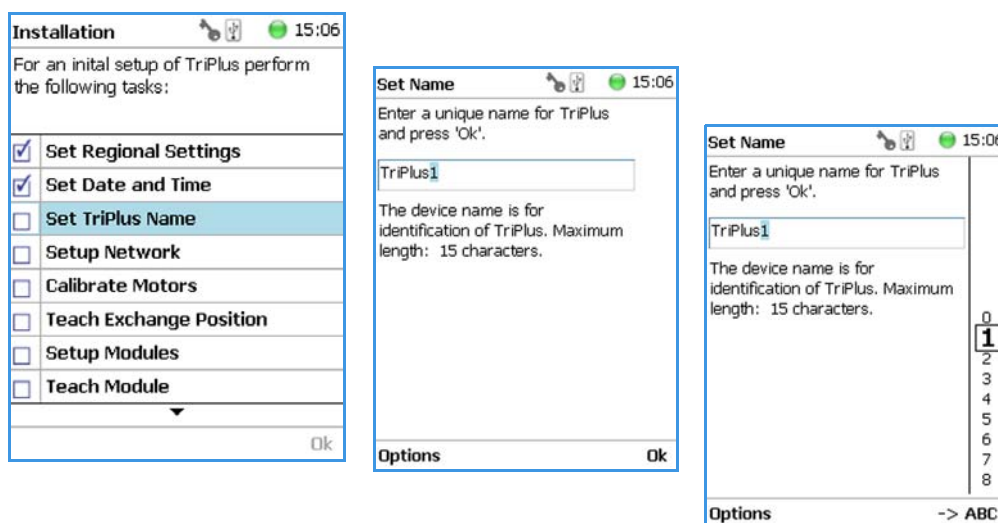 Installation 15:06
For an inital setup of TriPlus perform
the following tasks:
Set Regional Settings
Set Date and Time
Set TriPlus Name
Setup Network
Calibrate Motors
Teach Exchange Position
Setup Modules
Teach Module
Ok
Set Name 15:06
Enter a unique name for TriPlus
and press 'Ok'.
TriPlus1
The device name is for
identification of TriPlus. Maximum
length: 15 characters.
Options Ok
Set Name 15:06
Enter a unique name for TriPlus
and press 'Ok'.
TriPlus1
The device name is for
identification of TriPlus. Maximum
length: 15 characters.
0
1
2
3
4
5
6
7
8
Options -> ABC